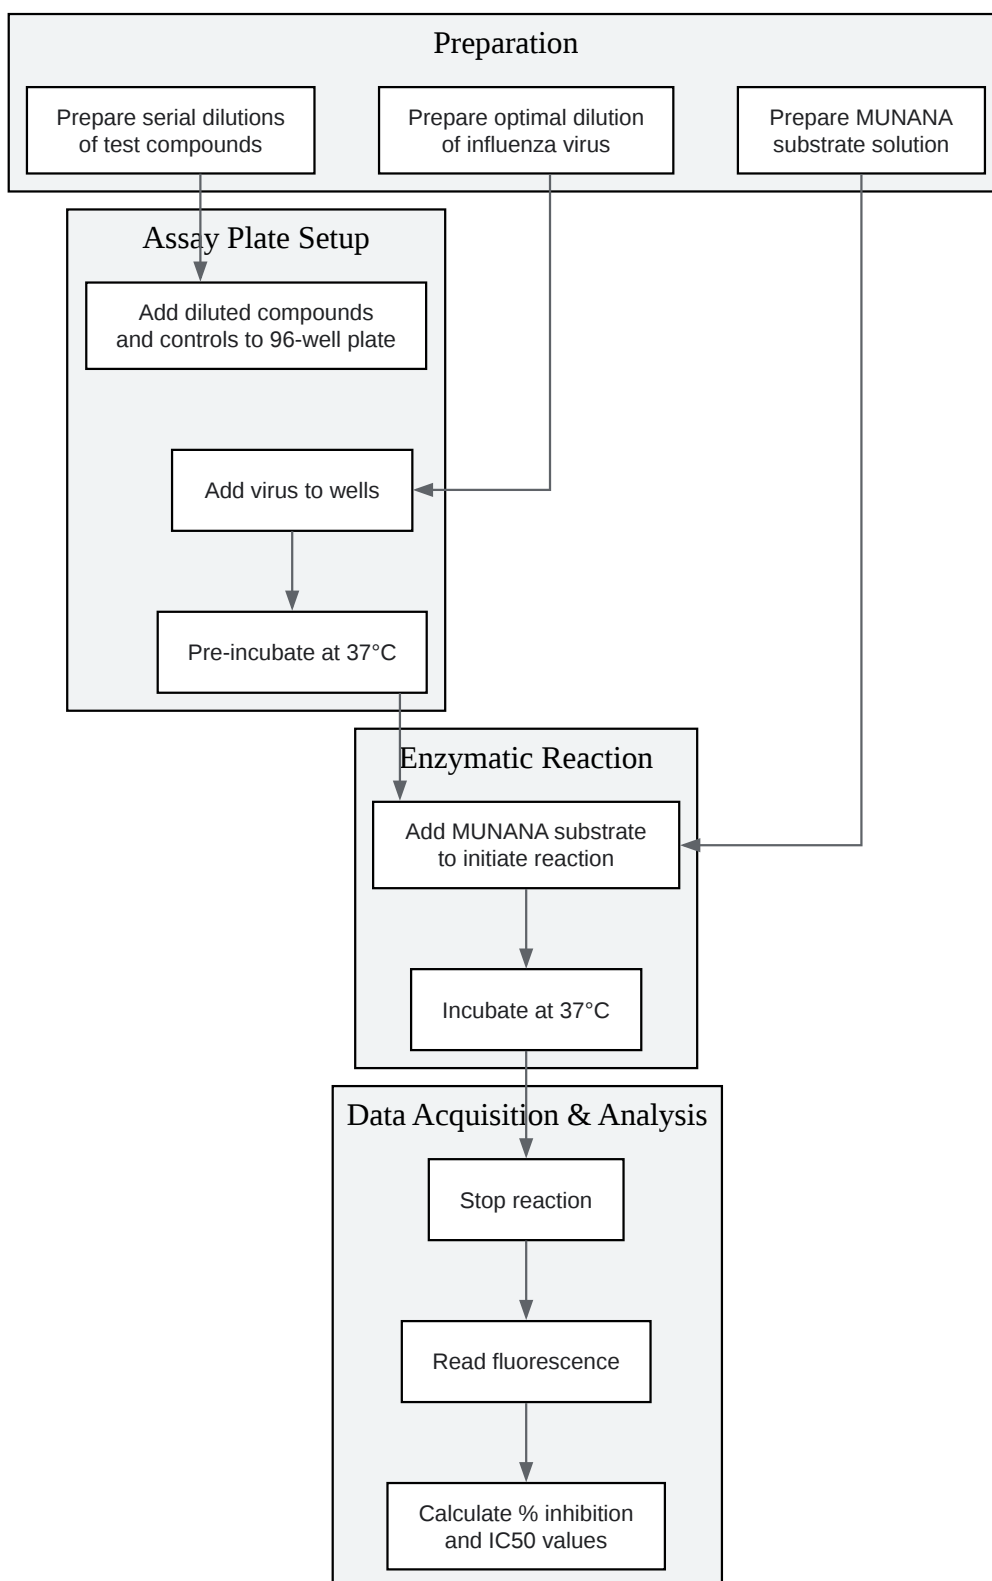 Preparation
Prepare serial dilutions
of test compounds
Prepare optimal dilution
of influenza virus
Prepare MUNANA
substrate solution
Assay Plate Setup
Add diluted compounds
and controls to 96-well plate
Add virus to wells
Pre-incubate at 37°C
Enzymatic Reaction
Add MUNANA substrate
to initiate reaction
Incubate at 37°C
Data Acquisition & Analysis
Stop reaction
Read fluorescence
Calculate % inhibition
and IC50 values